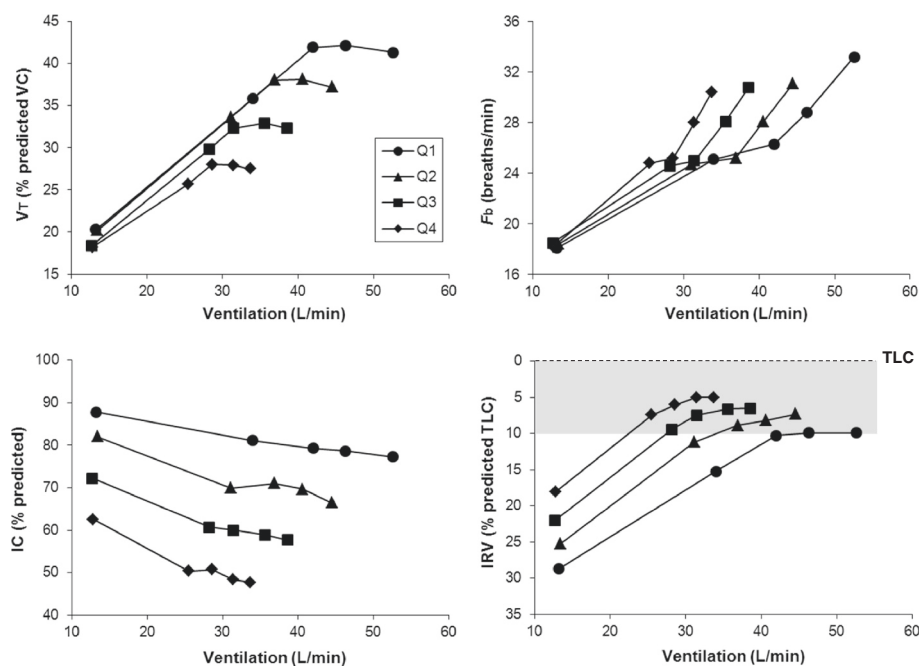 45
40
35
30
25
20
15
VT (% predicted VC)
Q1
Q2
Q3
Q4
10 20 30 40 50 60
Ventilation (L/min)
36
32
28
24
20
16
Fb (breaths/min)
10 20 30 40 50 60
Ventilation (L/min)
100
90
80
70
60
50
40
IC (% predicted)
10 20 30 40 50 60
Ventilation (L/min)
TLC
0
5
10
15
20
25
30
35
IRV (% predicted TLC)
10 20 30 40 50 60
Ventilation (L/min)